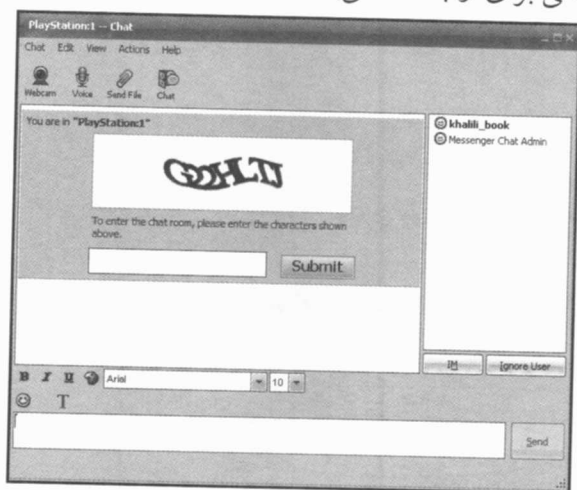 PlayStation:1 -- Chat
Chat Edit View Actions Help
Webcam Voice Send File Chat
You are in "PlayStation:1"
To enter the chat room, please enter the characters shown
above.
Submit
khalili_book
Messenger Chat Admin
IM Ignore User
B I U Arial 10
T
Send